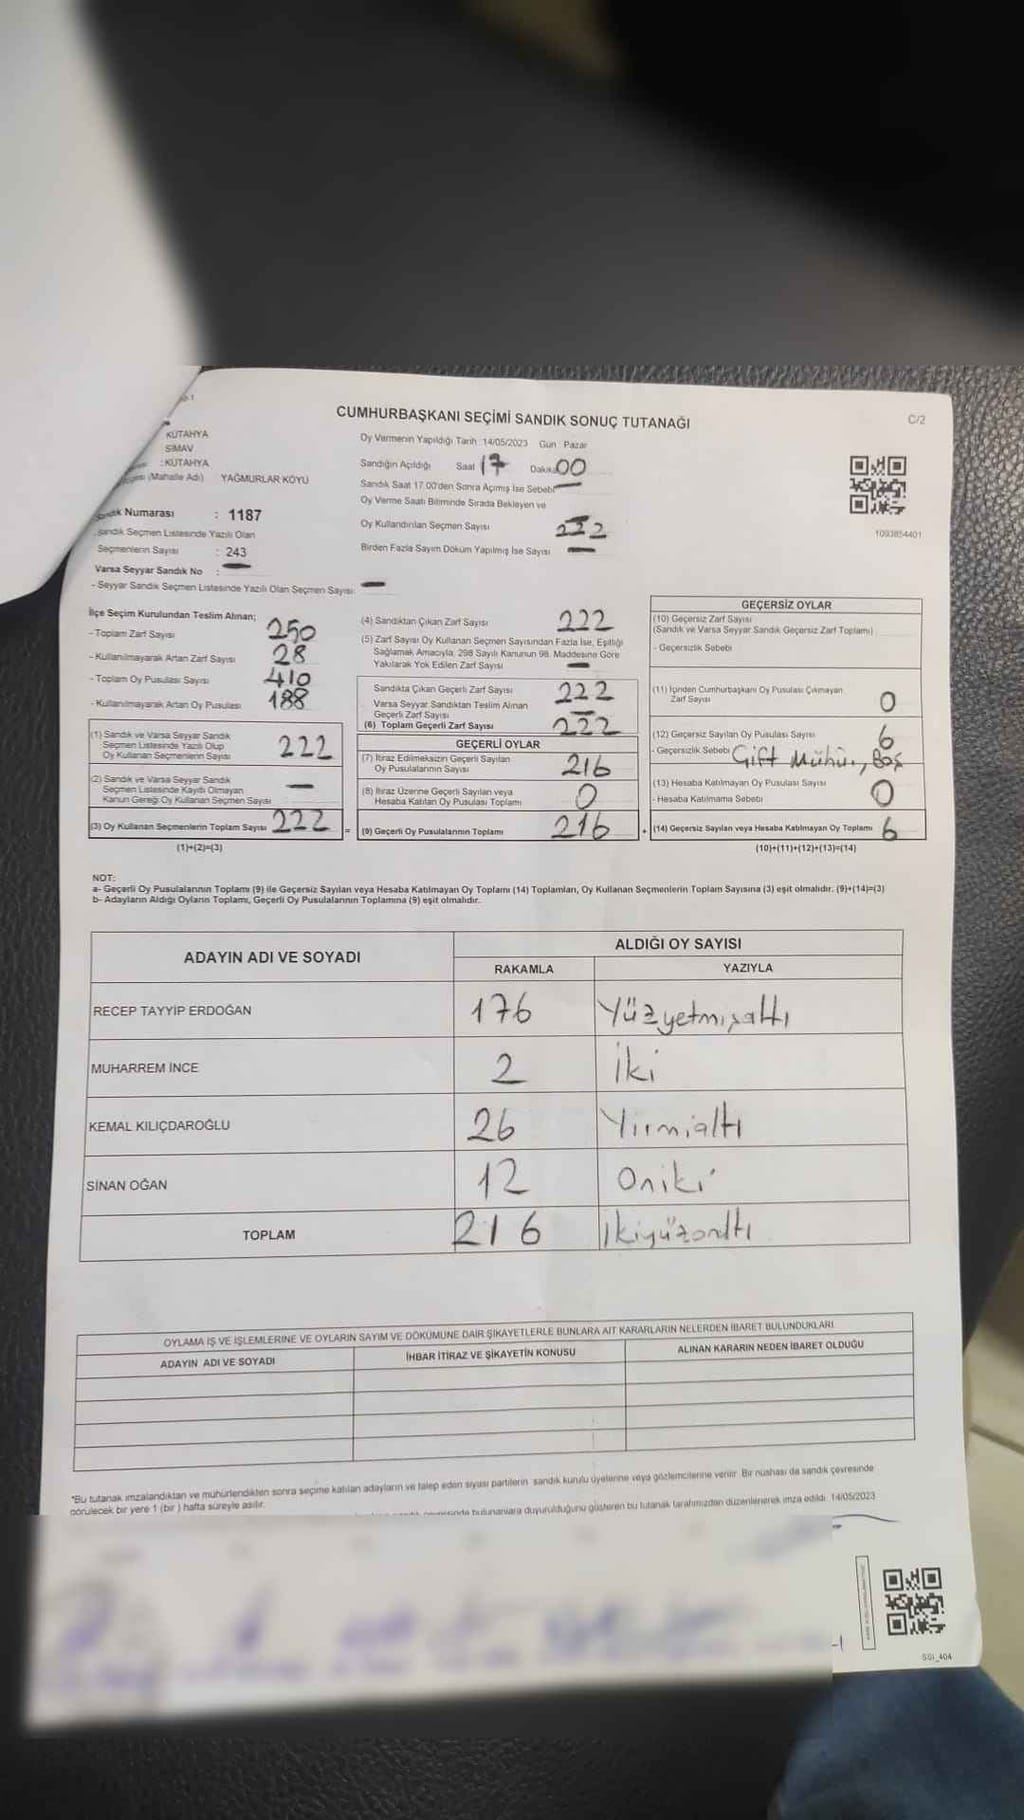 CUMHURBAŞKANI SEÇİMİ SANDIK SONUÇ TUTANAĞI
C/2
KÜTAHYA
SİMAV
: KÜTAHYA
(Mahalle Adı) YAĞMURLAR KÖYÜ
Sandık Numarası : 1187
Sandık Seçmen Listesinde Yazılı Olan
Seçmenlerin Sayısı : 243
Varsa Seyyar Sandık No : —
- Seyyar Sandık Seçmen Listesinde Yazılı Olan Seçmen Sayısı: —
Oy Vermenin Yapıldığı Tarih :14/05/2023 Gün : Pazar
Sandığın Açıldığı Saat 17 Dakika 00
Sandık Saat 17.00'den Sonra Açımış İse Sebebi —
Oy Verme Saati Bitiminde Sırada Bekleyen ve
Oy Kullandırılan Seçmen Sayısı
Birden Fazla Sayım Döküm Yapılmış İse Sayısı —
1093854401
İlçe Seçim Kurulundan Teslim Alınan;
- Toplam Zarf Sayısı 250
- Kullanılmayarak Artan Zarf Sayısı 28
- Toplam Oy Pusulası Sayısı 410
- Kullanılmayarak Artan Oy Pusulası 188
(1) Sandık ve Varsa Seyyar Sandık
Seçmen Listesinde Yazılı Olup
Oy Kullanan Seçmenlerin Sayısı 222
(2) Sandık ve Varsa Seyyar Sandık
Seçmen Listesinde Kaydı Olmayan
Kanun Gereği Oy Kullanan Seçmen Sayısı —
(3) Oy Kullanan Seçmenlerin Toplam Sayısı 222 =
(1)+(2)=(3)
(4) Sandıktan Çıkan Zarf Sayısı 222
(5) Zarf Sayısı Oy Kullanan Seçmen Sayısından Fazla İse, Eşitliği
Sağlamak Amacıyla, 298 Sayılı Kanunun 98. Maddesine Göre
Yakılarak Yok Edilen Zarf Sayısı —
Sandıkta Çıkan Geçerli Zarf Sayısı 222
Varsa Seyyar Sandıktan Teslim Alınan
Geçerli Zarf Sayısı —
(6) Toplam Geçerli Zarf Sayısı 222
GEÇERLİ OYLAR
(7) İtiraz Edilmeksizin Geçerli Sayılan
Oy Pusulalarının Sayısı 216
(8) İtiraz Üzerine Geçerli Sayılan veya
Hesaba Katılan Oy Pusulası Toplamı 0
(9) Geçerli Oy Pusulalarının Toplamı 216 +
GEÇERSİZ OYLAR
(10) Geçersiz Zarf Sayısı
(Sandık ve Varsa Seyyar Sandık Geçersiz Zarf Toplamı)
- Geçersizlik Sebebi
(11) İçinden Cumhurbaşkanı Oy Pusulası Çıkmayan
Zarf Sayısı 0
(12) Geçersiz Sayılan Oy Pusulası Sayısı 6
- Geçersizlik Sebebi Çift Mühür, Boş
(13) Hesaba Katılmayan Oy Pusulası Sayısı 0
- Hesaba Katılmama Sebebi
(14) Geçersiz Sayılan veya Hesaba Katılmayan Oy Toplamı 6
(10)+(11)+(12)+(13)=(14)
NOT:
a- Geçerli Oy Pusulalarının Toplamı (9) ile Geçersiz Sayılan veya Hesaba Katılmayan Oy Toplamı (14) Toplamları, Oy Kullanan Seçmenlerin Toplam Sayısına (3) eşit olmalıdır. (9)+(14)=(3)
b- Adayların Aldığı Oyların Toplamı, Geçerli Oy Pusulalarının Toplamına (9) eşit olmalıdır.
ADAYIN ADI VE SOYADI
ALDIĞI OY SAYISI
RAKAMLA YAZIYLA
RECEP TAYYİP ERDOĞAN 176 Yüzyetmişaltı
MUHARREM İNCE 2 İki
KEMAL KILIÇDAROĞLU 26 Yirmialtı
SİNAN OĞAN 12 Oniki
TOPLAM 216 İkiyüzonaltı
OYLAMA İŞ VE İŞLEMLERİNE VE OYLARIN SAYIM VE DÖKÜMÜNE DAİR ŞİKAYETLERLE BUNLARA AİT KARARLARIN NELERDEN İBARET BULUNDUKLARI
ADAYIN ADI VE SOYADI İHBAR İTİRAZ VE ŞİKAYETİN KONUSU ALINAN KARARIN NEDEN İBARET OLDUĞU
*Bu tutanak imzalandıktan ve mühürlendikten sonra seçime katılan adayların ve talep eden siyasi partilerin sandık kurulu üyelerine veya gözlemcilerine verilir. Bir nüshası da sandık çevresinde
görülecek bir yere 1 (bir) hafta süreyle asılır.
bulunanlara duyurulduğunu gösteren bu tutanak tarafımızdan düzenlenerek imza edildi. 14/05/2023